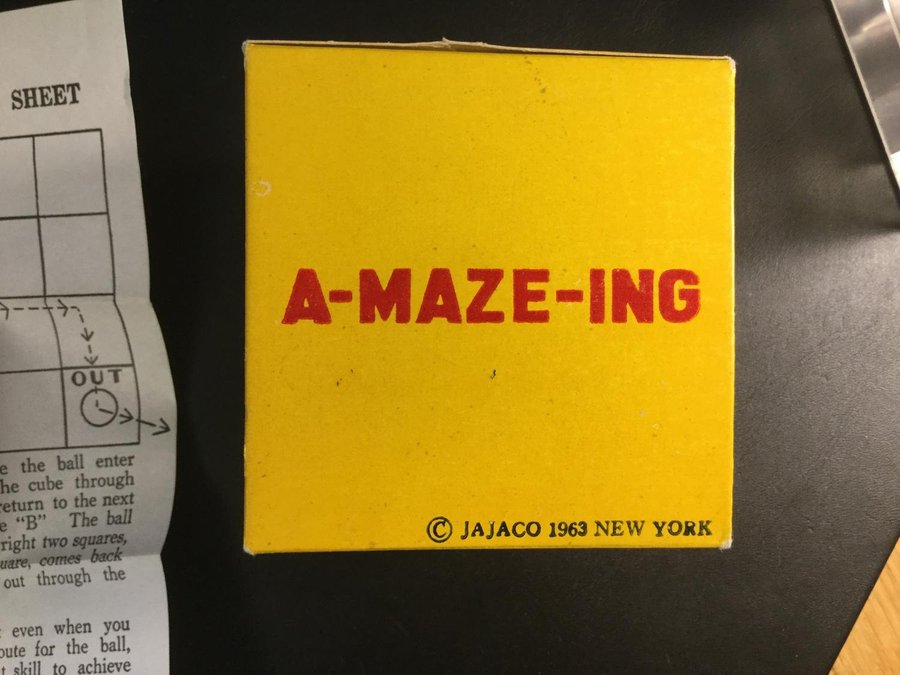 SHEET
OUT
e the ball enter
he cube through
return to the next
e “B” The ball
right two squares,
uare, comes back
out through the
even when you
oute for the ball,
t skill to achieve
A-MAZE-ING
© JAJACO 1963 NEW YORK